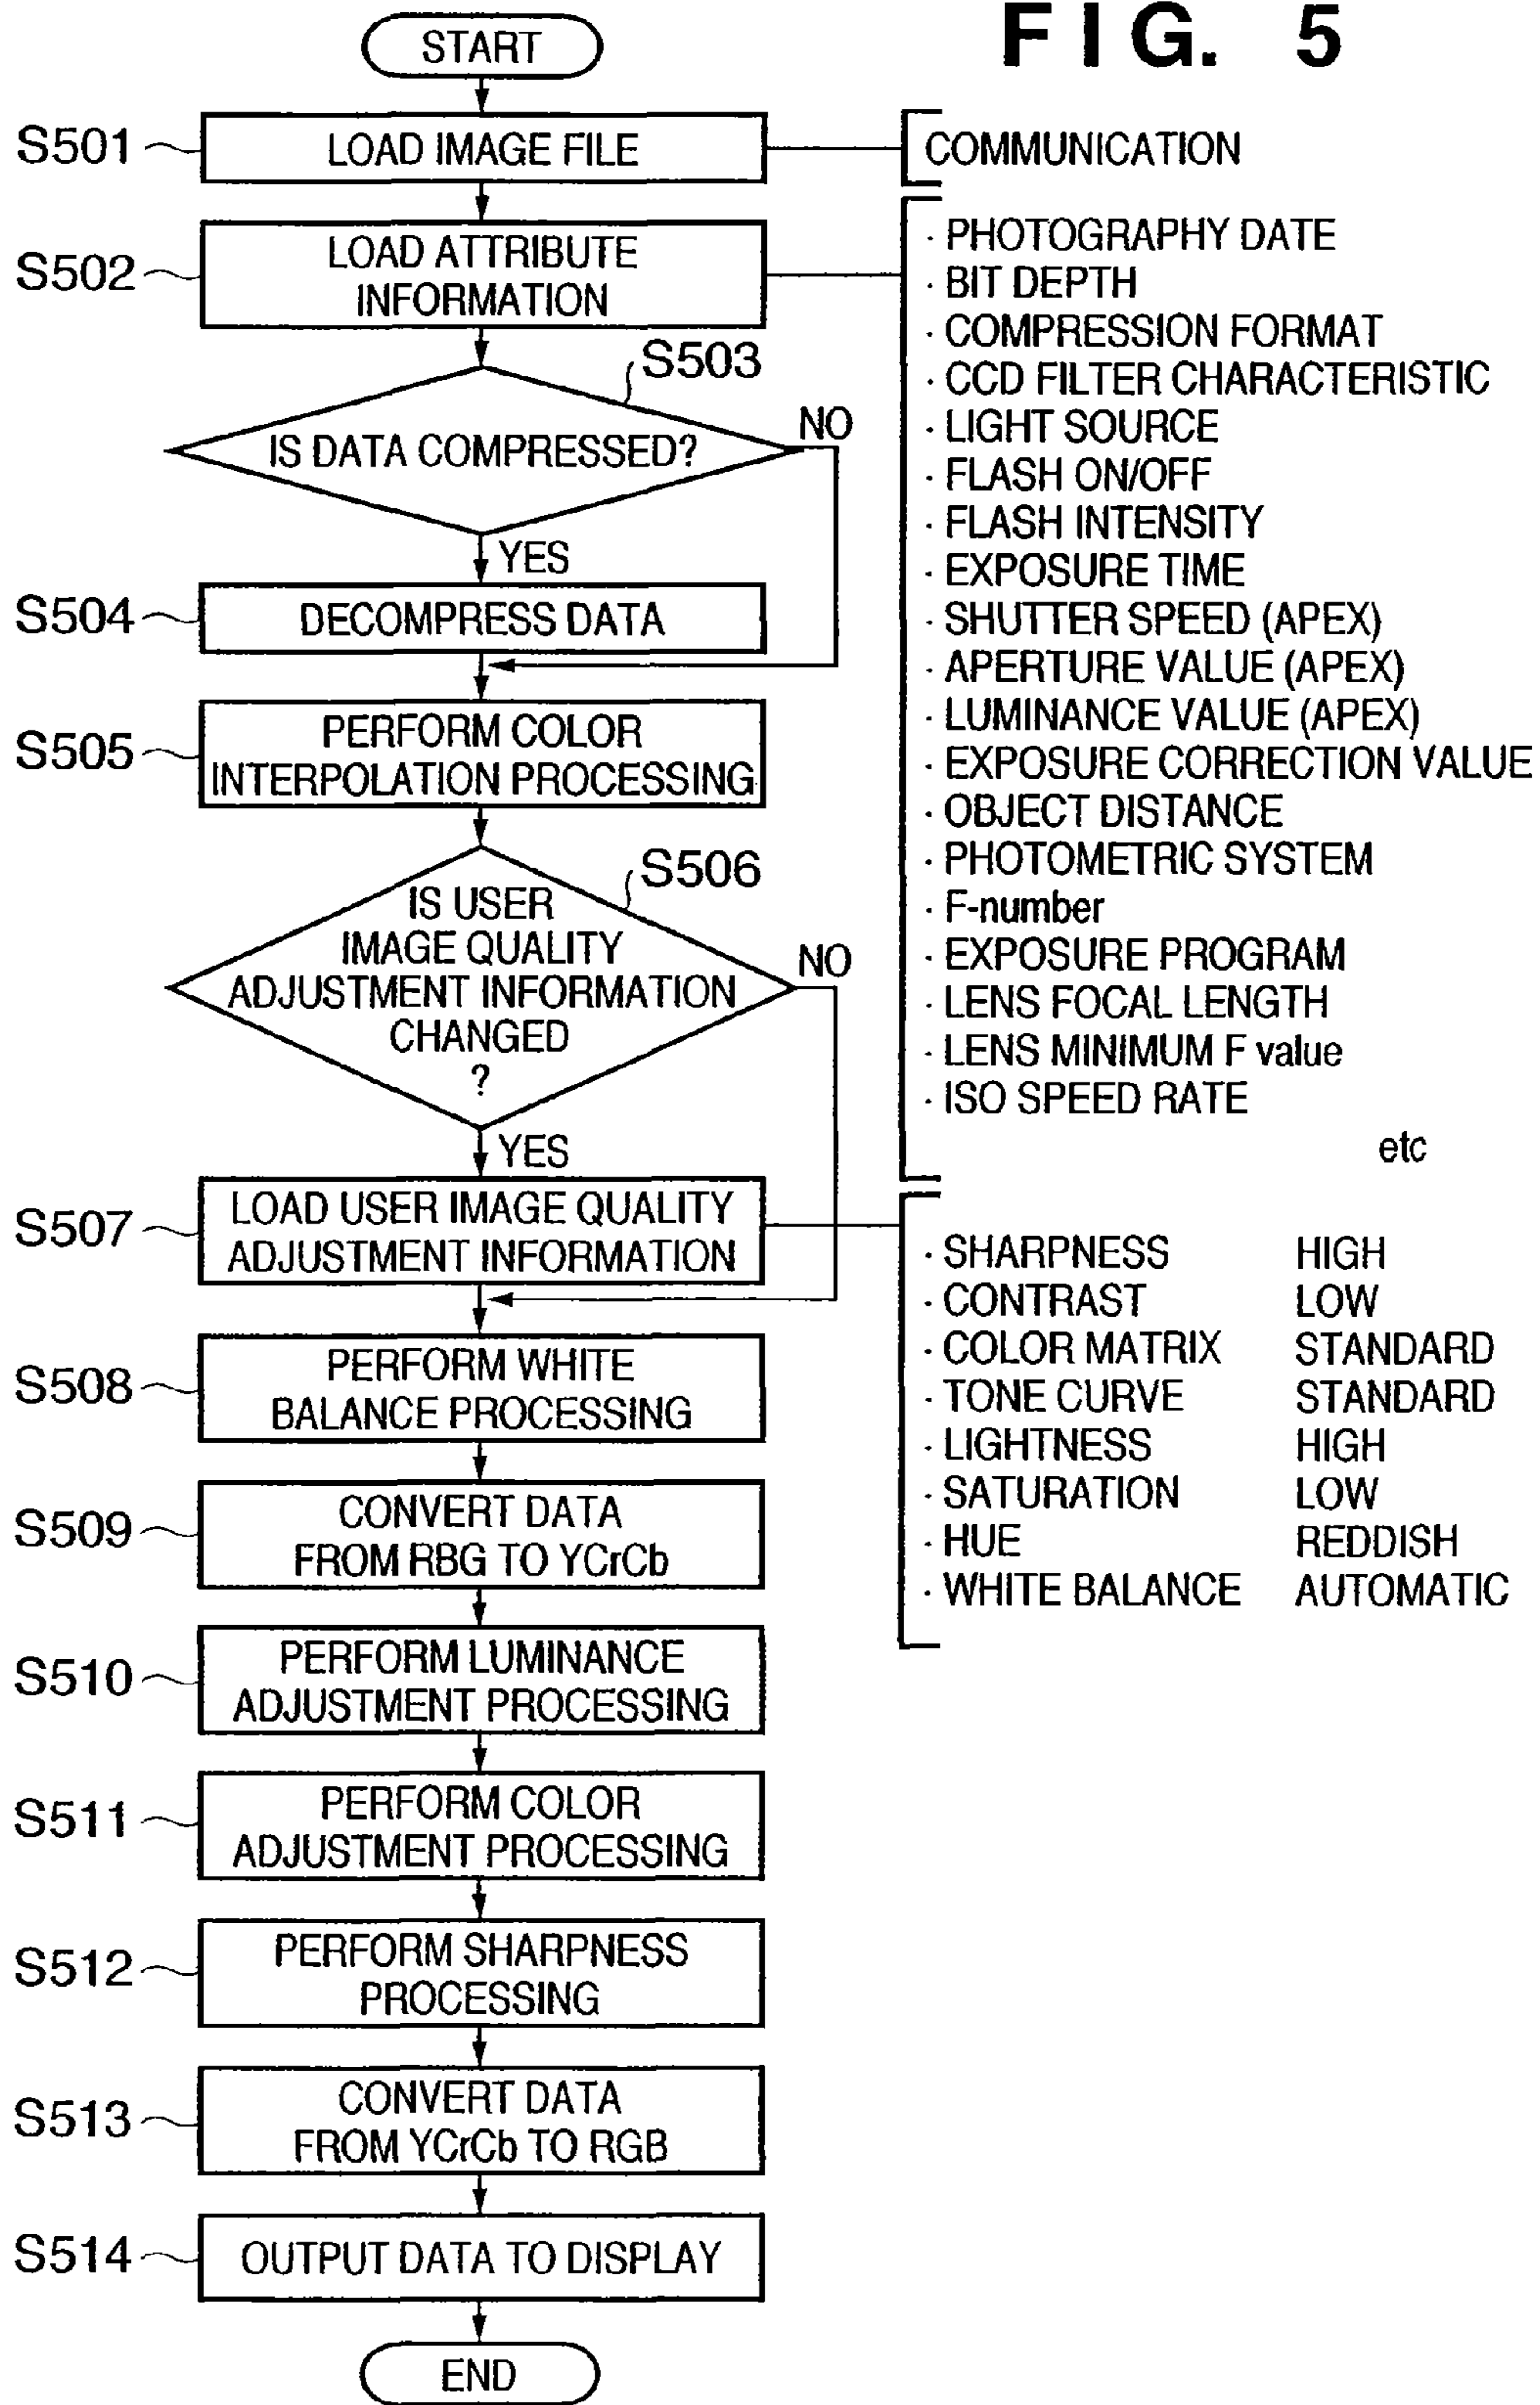 FIG. 5
START
S501
LOAD IMAGE FILE
COMMUNICATION
S502
LOAD ATTRIBUTE
INFORMATION
· PHOTOGRAPHY DATE
· BIT DEPTH
· COMPRESSION FORMAT
· CCD FILTER CHARACTERISTIC
· LIGHT SOURCE
· FLASH ON/OFF
· FLASH INTENSITY
· EXPOSURE TIME
· SHUTTER SPEED (APEX)
· APERTURE VALUE (APEX)
· LUMINANCE VALUE (APEX)
· EXPOSURE CORRECTION VALUE
· OBJECT DISTANCE
· PHOTOMETRIC SYSTEM
· F-number
· EXPOSURE PROGRAM
· LENS FOCAL LENGTH
· LENS MINIMUM F value
· ISO SPEED RATE
etc
S503
IS DATA COMPRESSED?
NO
YES
S504
DECOMPRESS DATA
S505
PERFORM COLOR
INTERPOLATION PROCESSING
S506
IS USER
IMAGE QUALITY
ADJUSTMENT INFORMATION
CHANGED
?
NO
YES
S507
LOAD USER IMAGE QUALITY
ADJUSTMENT INFORMATION
· SHARPNESS HIGH
· CONTRAST LOW
· COLOR MATRIX STANDARD
· TONE CURVE STANDARD
· LIGHTNESS HIGH
· SATURATION LOW
· HUE REDDISH
· WHITE BALANCE AUTOMATIC
S508
PERFORM WHITE
BALANCE PROCESSING
S509
CONVERT DATA
FROM RBG TO YCrCb
S510
PERFORM LUMINANCE
ADJUSTMENT PROCESSING
S511
PERFORM COLOR
ADJUSTMENT PROCESSING
S512
PERFORM SHARPNESS
PROCESSING
S513
CONVERT DATA
FROM YCrCb TO RGB
S514
OUTPUT DATA TO DISPLAY
END